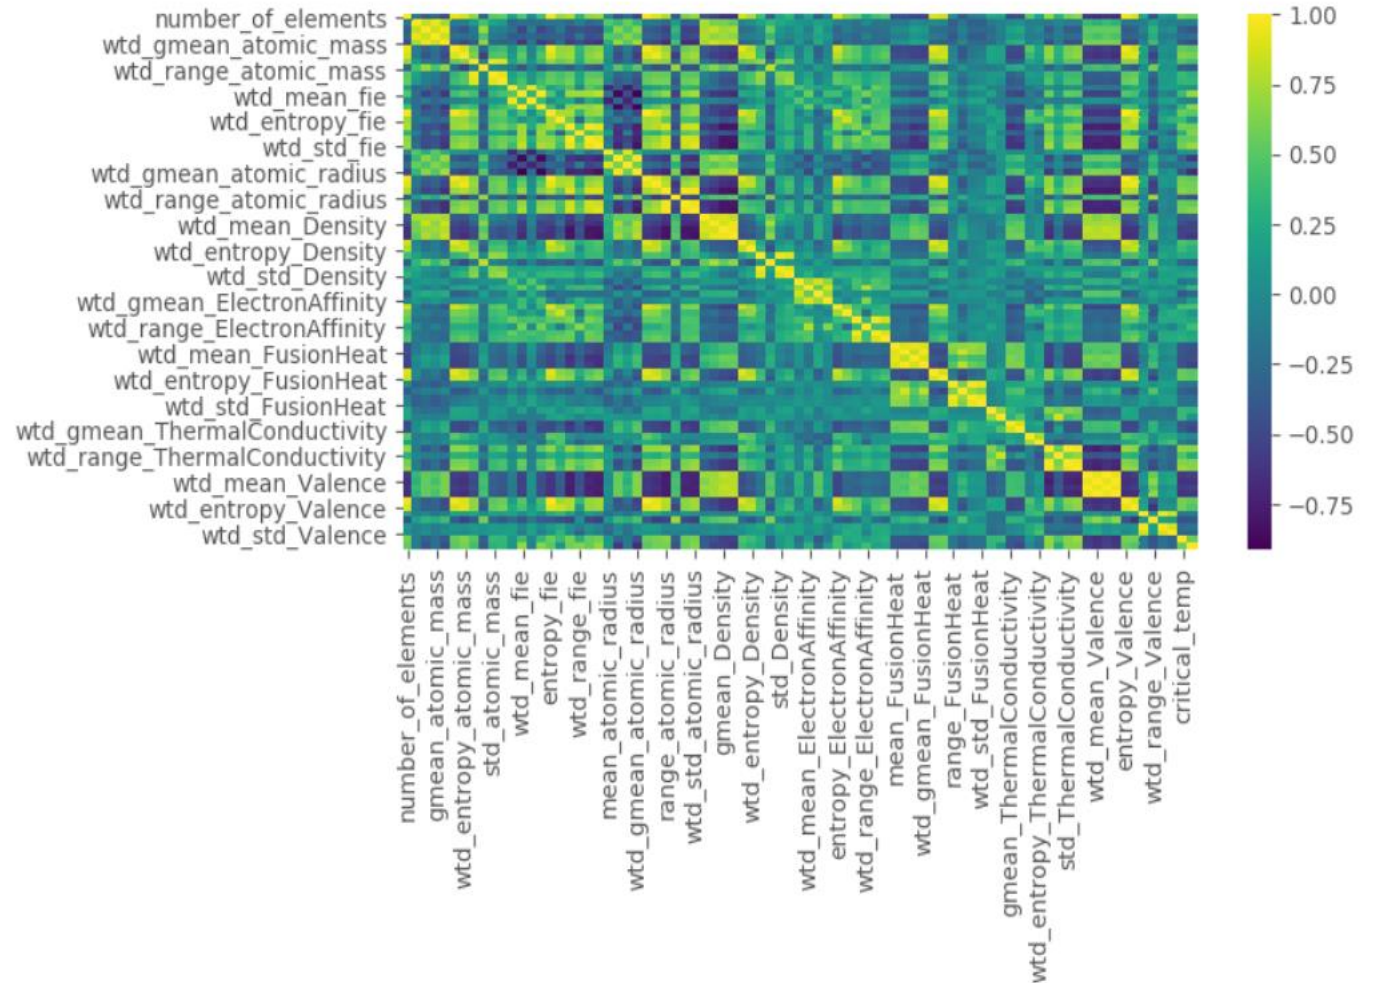 number_of_elements
wtd_gmean_atomic_mass
wtd_range_atomic_mass
wtd_mean_fie
wtd_entropy_fie
wtd_std_fie
wtd_gmean_atomic_radius
wtd_range_atomic_radius
wtd_mean_Density
wtd_entropy_Density
wtd_std_Density
wtd_gmean_ElectronAffinity
wtd_range_ElectronAffinity
wtd_mean_FusionHeat
wtd_entropy_FusionHeat
wtd_std_FusionHeat
wtd_gmean_ThermalConductivity
wtd_range_ThermalConductivity
wtd_mean_Valence
wtd_entropy_Valence
wtd_std_Valence
number_of_elements
gmean_atomic_mass
wtd_entropy_atomic_mass
std_atomic_mass
wtd_mean_fie
entropy_fie
wtd_range_fie
mean_atomic_radius
wtd_gmean_atomic_radius
range_atomic_radius
wtd_std_atomic_radius
gmean_Density
wtd_entropy_Density
std_Density
wtd_mean_ElectronAffinity
entropy_ElectronAffinity
wtd_range_ElectronAffinity
mean_FusionHeat
wtd_gmean_FusionHeat
range_FusionHeat
wtd_std_FusionHeat
gmean_ThermalConductivity
wtd_entropy_ThermalConductivity
std_ThermalConductivity
wtd_mean_Valence
entropy_Valence
wtd_range_Valence
critical_temp
1.00
0.75
0.50
0.25
0.00
−0.25
−0.50
−0.75